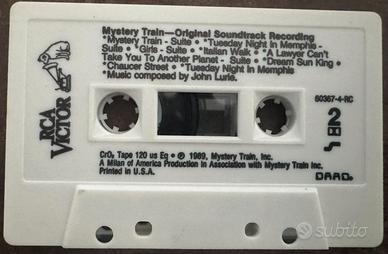 Mystery Train—Original Soundtrack Recording
*Mystery Train - Suite • *Tuesday Night In Memphis -
Suite • *Girls - Suite • *Italian Walk • *A Lawyer Can't
Take You To Another Planet - Suite • *Dream Sun King •
*Chaucer Street • *Tuesday Night In Memphis
*Music composed by John Lurie.
RCA
VICTOR
60367-4-RC
2
CrO₂ Tape 120 us Eq • ℗ 1989, Mystery Train, Inc.
A Milan of America Production in Association with Mystery Train Inc.
Printed in U.S.A.
subito